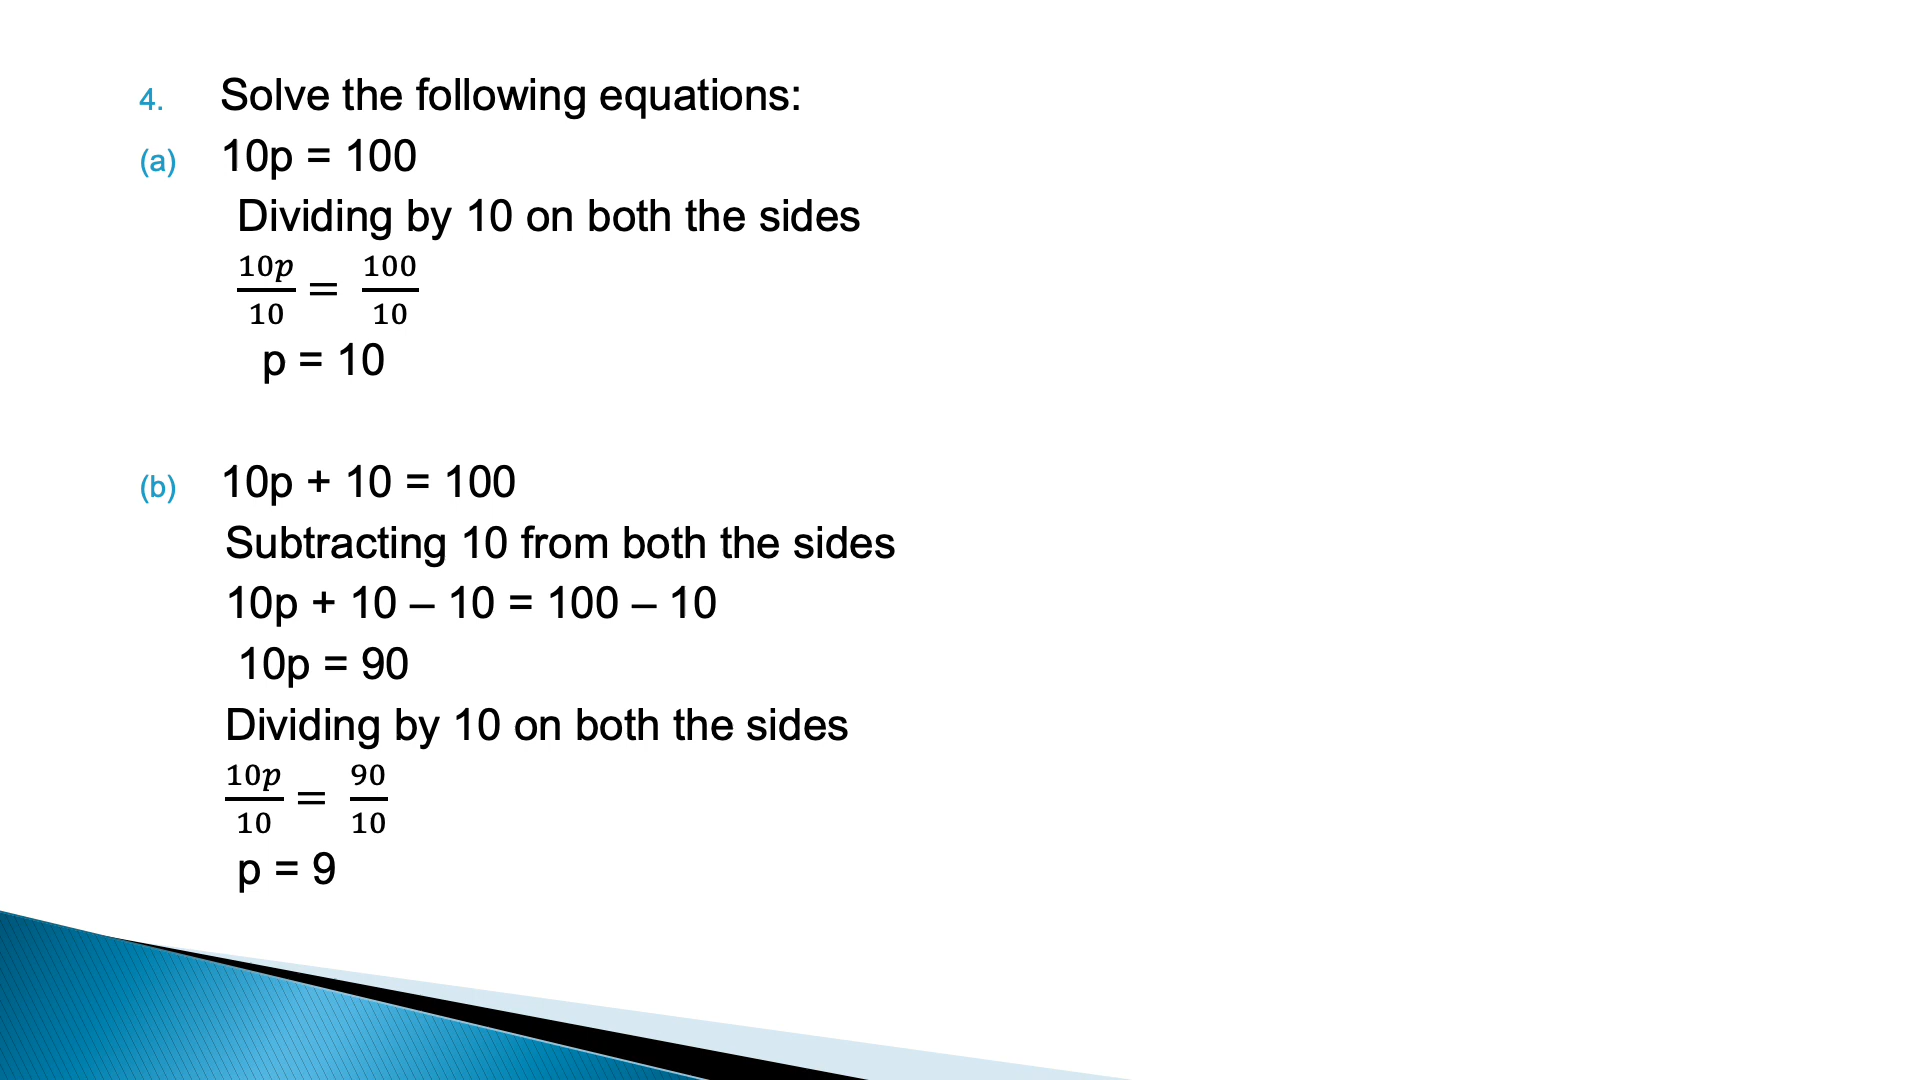 4. Solve the following equations:
(a) 10p = 100
Dividing by 10 on both the sides
10p/10 = 100/10
p = 10
(b) 10p + 10 = 100
Subtracting 10 from both the sides
10p + 10 – 10 = 100 – 10
10p = 90
Dividing by 10 on both the sides
10p/10 = 90/10
p = 9